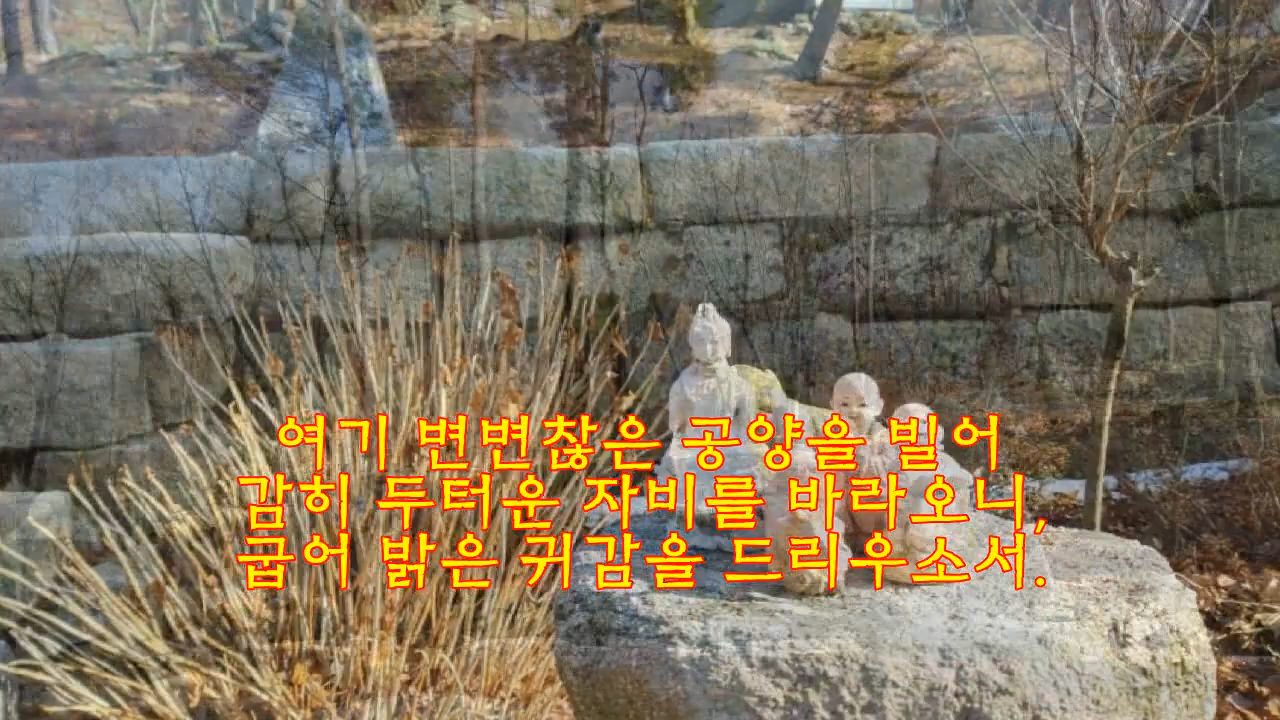 여기 변변찮은 공양을 빌어
감히 두터운 자비를 바라오니,
굽어 밝은 귀감을 드리우소서.